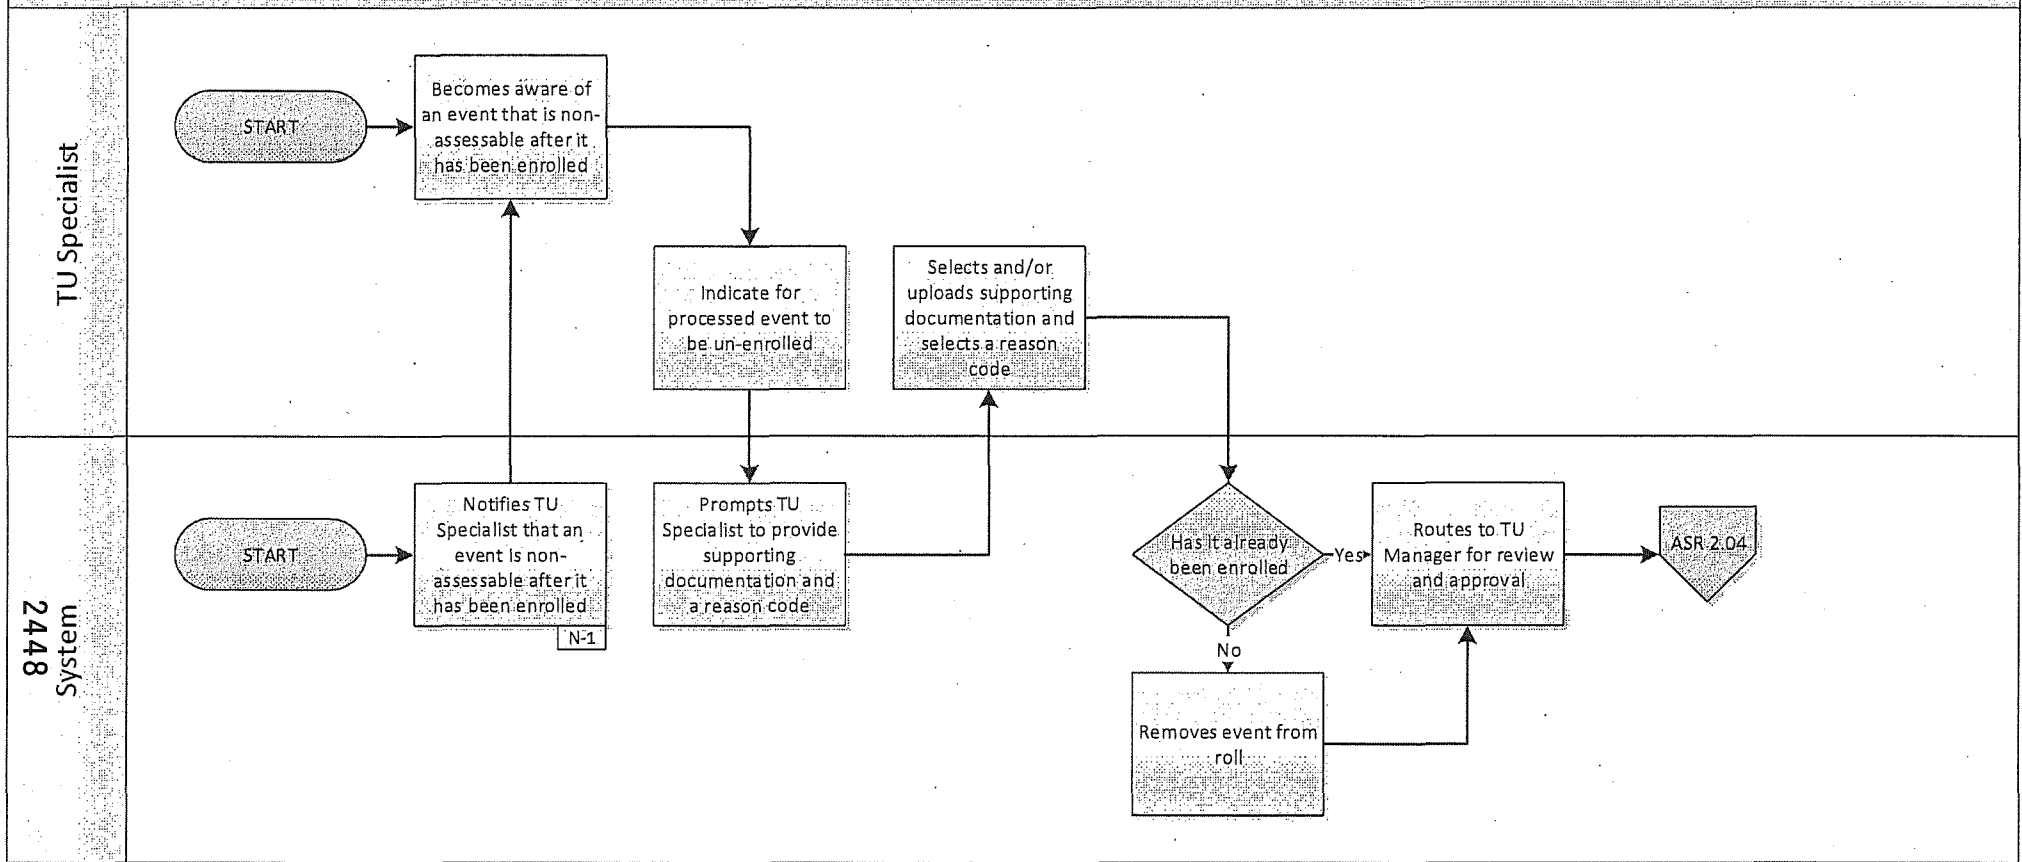 TU Specialist
START
Becomes aware of
an event that is non-
assessable after it
has been enrolled
Indicate for
processed event to
be un-enrolled
Selects and/or
uploads supporting
documentation and
selects a reason
code
System
2448
START
Notifies TU
Specialist that an
event is non-
assessable after it
has been enrolled
N-1
Prompts TU
Specialist to provide
supporting
documentation and
a reason code
Has it already
been enrolled
Yes
No
Removes event from
roll
Routes to TU
Manager for review
and approval
ASR 2.04